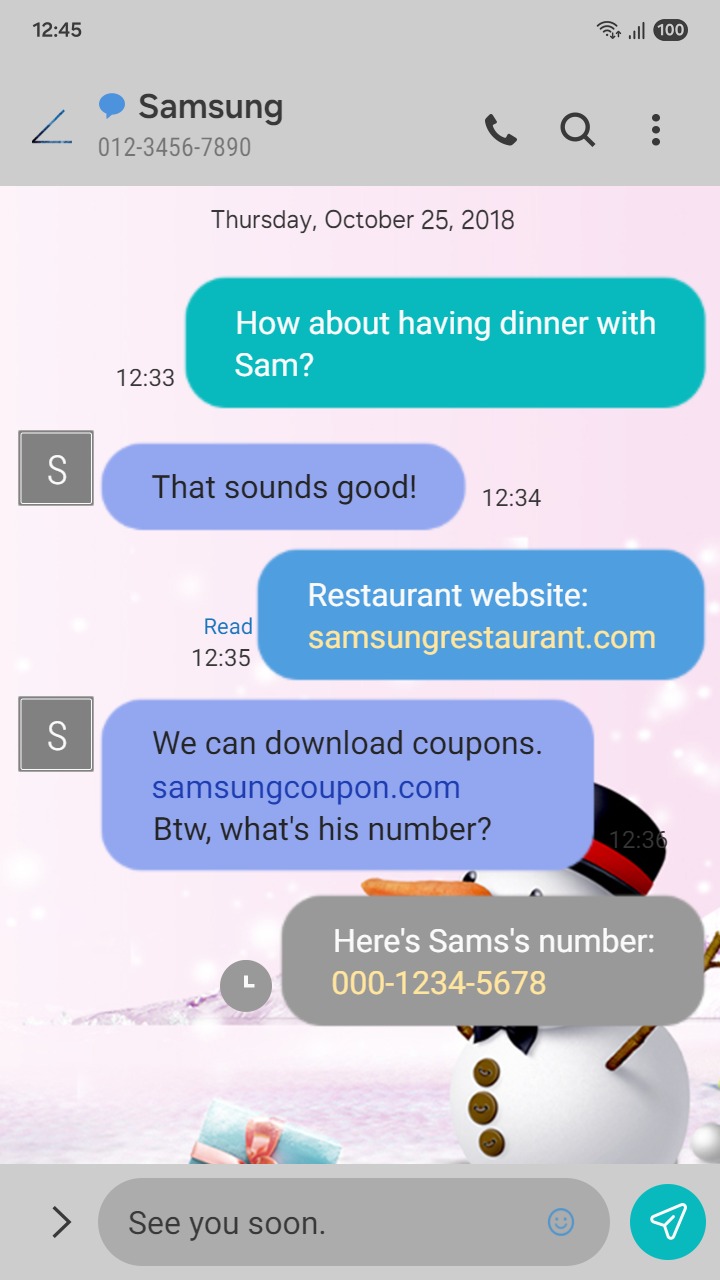 12:45
100
Samsung
012-3456-7890
Thursday, October 25, 2018
How about having dinner with
Sam?
12:33
S
That sounds good!
12:34
Restaurant website:
samsungrestaurant.com
Read
12:35
S
We can download coupons.
samsungcoupon.com
Btw, what's his number?
12:36
Here's Sams's number:
000-1234-5678
See you soon.